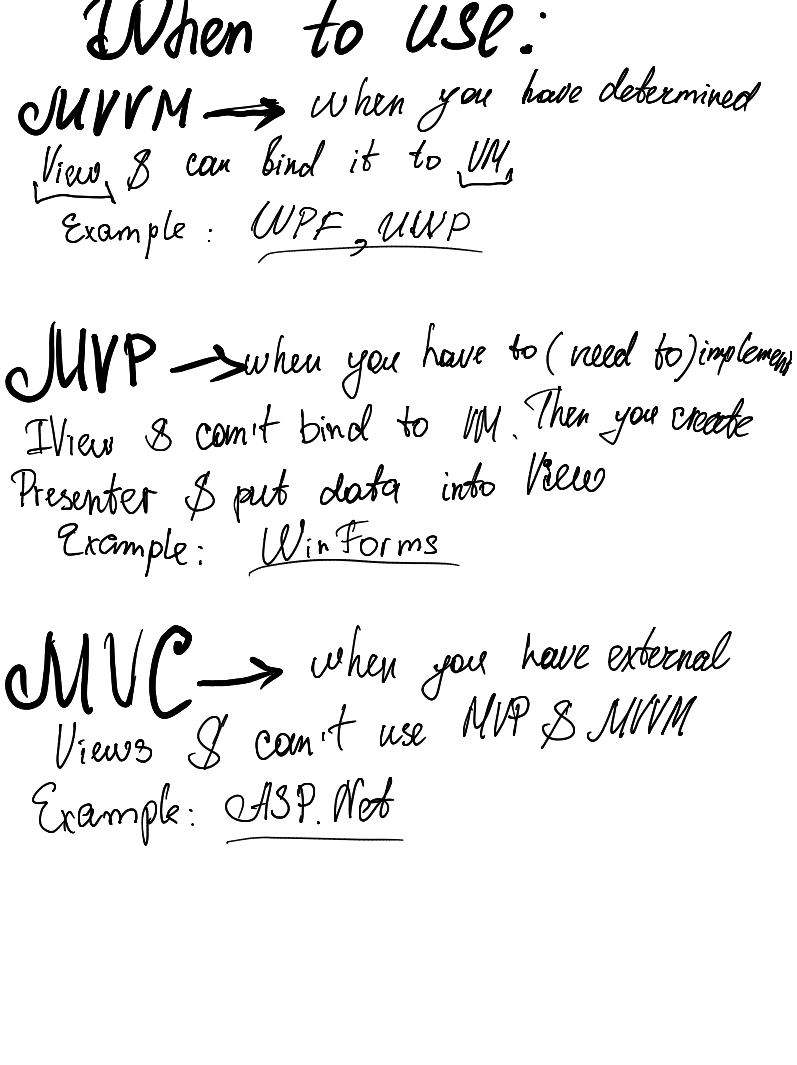 When to use:
MVVM → when you have determined
View & can bind it to VM.
Example: WPF, UWP
MVP → when you have to (need to) implement
IView & can't bind to VM. Then you create
Presenter & put data into View
Example: WinForms
MVC → when you have external
Views & can't use MVP & MVVM
Example: ASP.Net